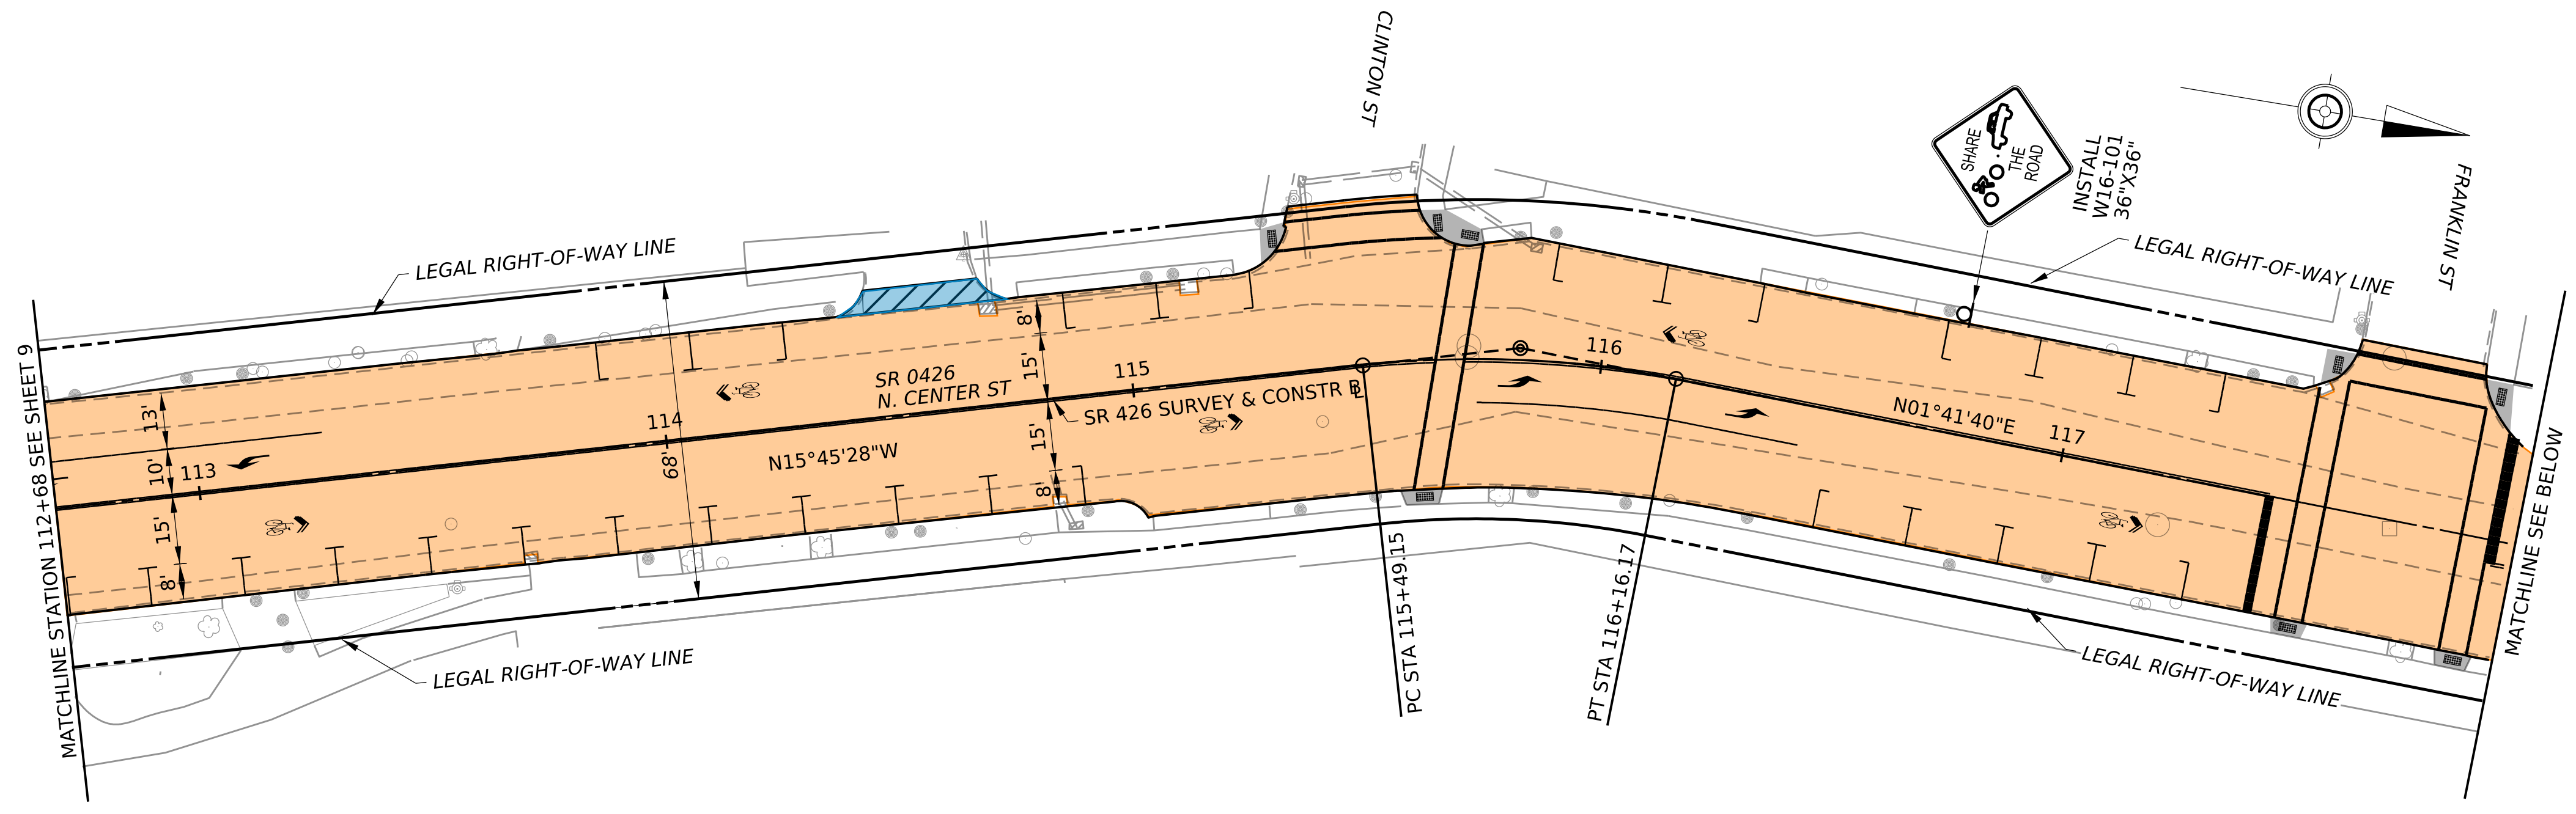 CLINTON ST
SHARE
THE
ROAD
INSTALL
W16-101
36"X36"
FRANKLIN ST
LEGAL RIGHT-OF-WAY LINE
LEGAL RIGHT-OF-WAY LINE
MATCHLINE STATION 112+68 SEE SHEET 9
13'
10'
15'
8'
113
114
68'
SR 0426
N. CENTER ST
N15°45'28"W
8'
15'
15'
8'
115
SR 426 SURVEY & CONSTR BL
116
N01°41'40"E
117
PC STA 115+49.15
PT STA 116+16.17
MATCHLINE SEE BELOW
LEGAL RIGHT-OF-WAY LINE
LEGAL RIGHT-OF-WAY LINE